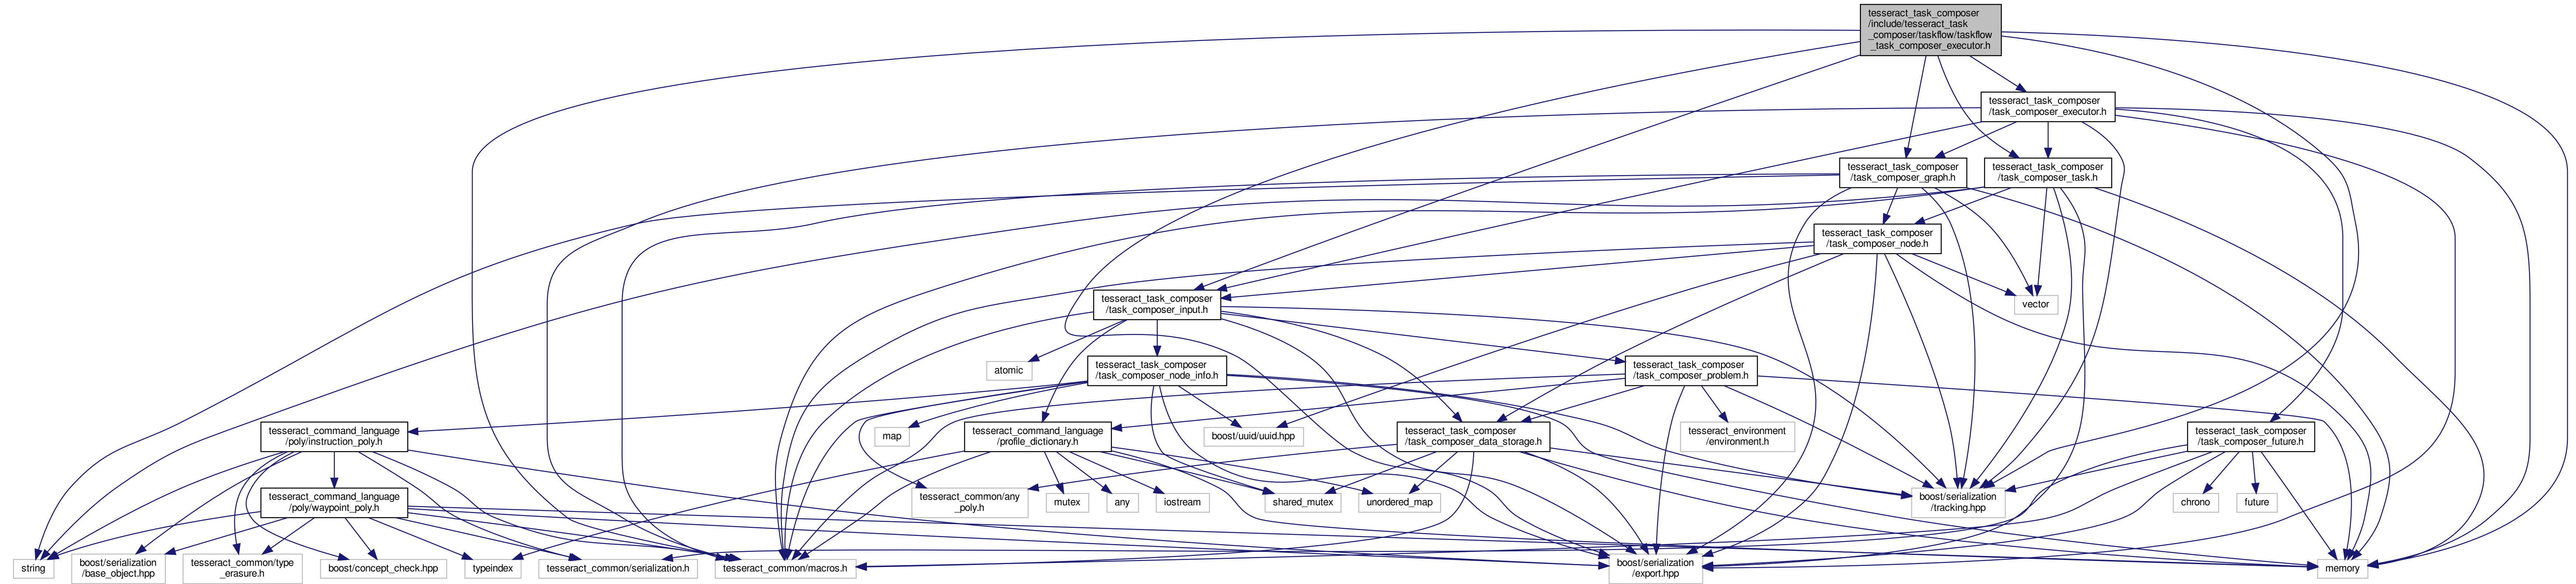 tesseract_task_composer
/include/tesseract_task
_composer/taskflow/taskflow
_task_composer_executor.h
tesseract_task_composer
/task_composer_executor.h
tesseract_task_composer
/task_composer_graph.h
tesseract_task_composer
/task_composer_task.h
tesseract_task_composer
/task_composer_node.h
tesseract_task_composer
/task_composer_input.h
vector
atomic
tesseract_task_composer
/task_composer_node_info.h
tesseract_task_composer
/task_composer_problem.h
tesseract_command_language
/poly/instruction_poly.h
map
tesseract_command_language
/profile_dictionary.h
boost/uuid/uuid.hpp
tesseract_task_composer
/task_composer_data_storage.h
tesseract_environment
/environment.h
tesseract_task_composer
/task_composer_future.h
tesseract_command_language
/poly/waypoint_poly.h
tesseract_common/any
_poly.h
mutex
any
iostream
shared_mutex
unordered_map
boost/serialization
/tracking.hpp
chrono
future
string
boost/serialization
/base_object.hpp
tesseract_common/type
_erasure.h
boost/concept_check.hpp
typeindex
tesseract_common/serialization.h
tesseract_common/macros.h
boost/serialization
/export.hpp
memory